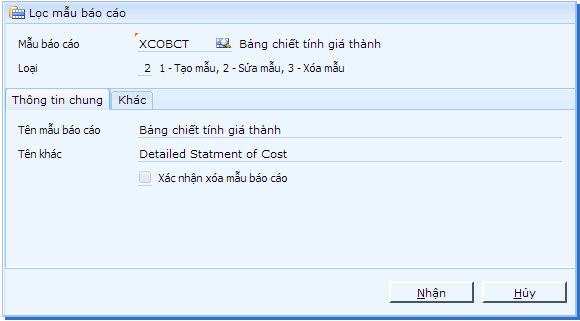 Lọc mẫu báo cáo
Mẫu báo cáo XCOBCT Bảng chiết tính giá thành
Loại 2 1 - Tạo mẫu, 2 - Sửa mẫu, 3 - Xóa mẫu
Thông tin chung Khác
Tên mẫu báo cáo Bảng chiết tính giá thành
Tên khác Detailed Statment of Cost
Xác nhận xóa mẫu báo cáo
Nhận Hủy